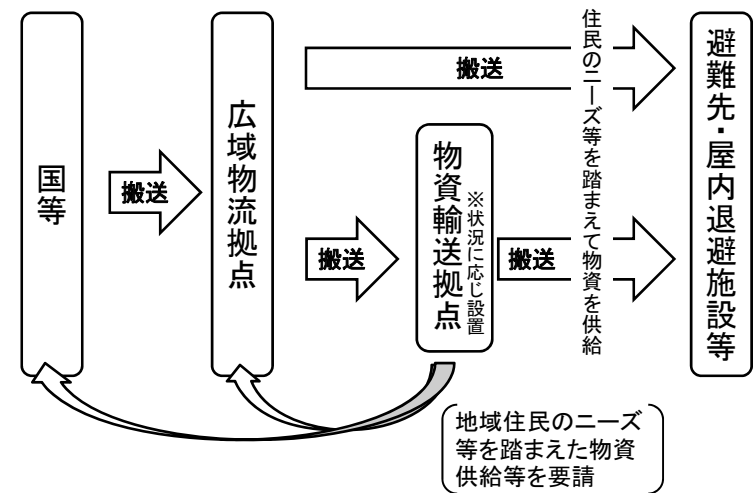 国等
搬送
広域物流拠点
搬送
搬送
物資輸送拠点
※状況に応じ設置
搬送
住民のニーズ等を踏まえて物資を供給
避難先・屋内退避施設等
地域住民のニーズ
等を踏まえた物資
供給等を要請